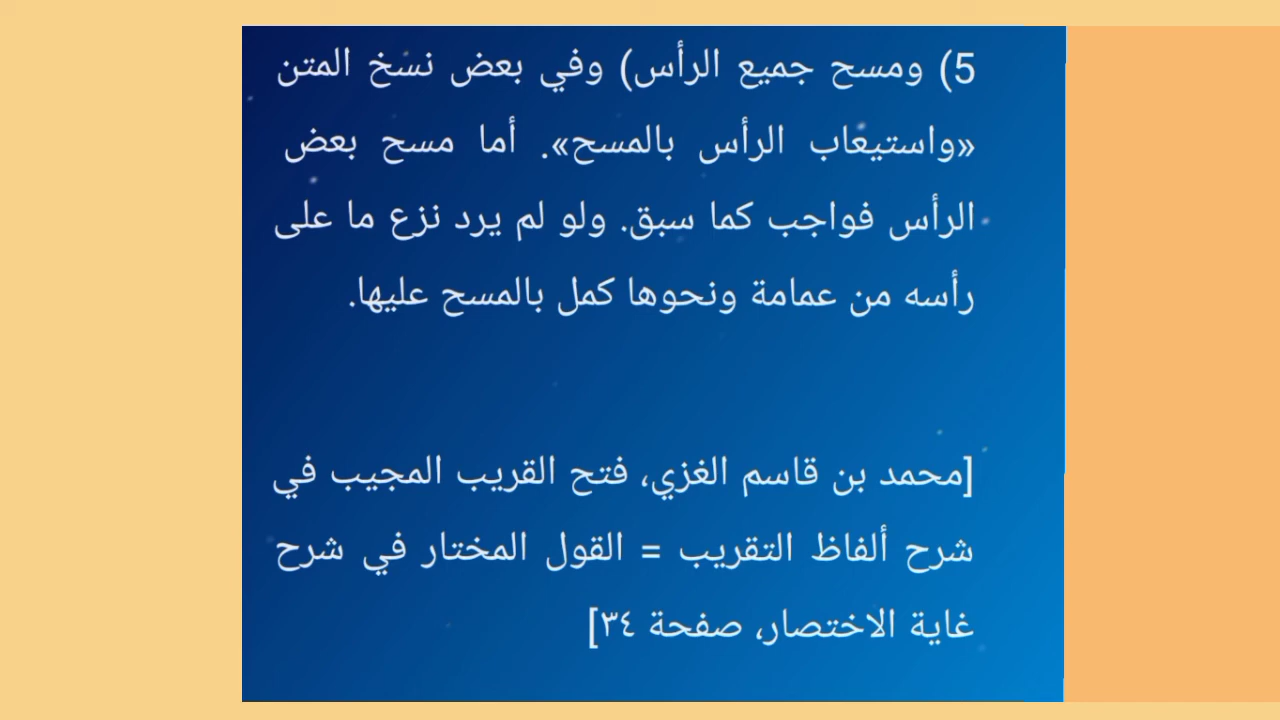 5) ومسح جميع الرأس) وفي بعض نسخ المتن
«واستيعاب الرأس بالمسح». أما مسح بعض
الرأس فواجب كما سبق. ولو لم يرد نزع ما على
رأسه من عمامة ونحوها كمل بالمسح عليها.
[محمد بن قاسم الغزي، فتح القريب المجيب في
شرح ألفاظ التقريب = القول المختار في شرح
غاية الاختصار، صفحة ٣٤]